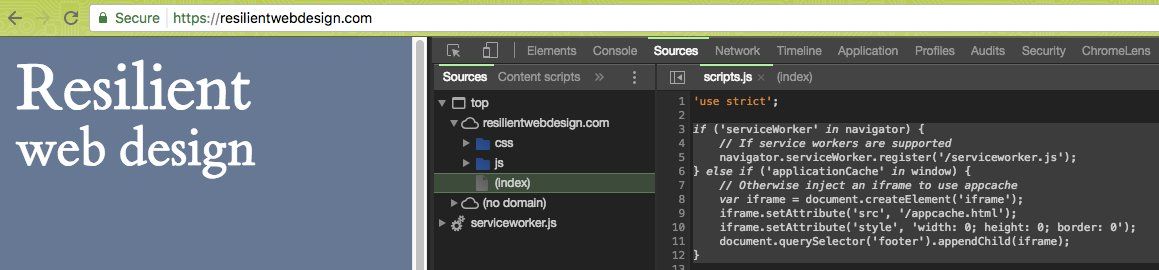 Secure https://resilientwebdesign.com
Resilient
web design
Elements Console Sources Network Timeline Application Profiles Audits Security ChromeLens
Sources Content scripts »
top
resilientwebdesign.com
css
js
(index)
(no domain)
serviceworker.js
scripts.js × (index)
1 'use strict';
2
3 if ('serviceWorker' in navigator) {
4 // If service workers are supported
5 navigator.serviceWorker.register('/serviceworker.js');
6 } else if ('applicationCache' in window) {
7 // Otherwise inject an iframe to use appcache
8 var iframe = document.createElement('iframe');
9 iframe.setAttribute('src', '/appcache.html');
10 iframe.setAttribute('style', 'width: 0; height: 0; border: 0');
11 document.querySelector('footer').appendChild(iframe);
12 }
13